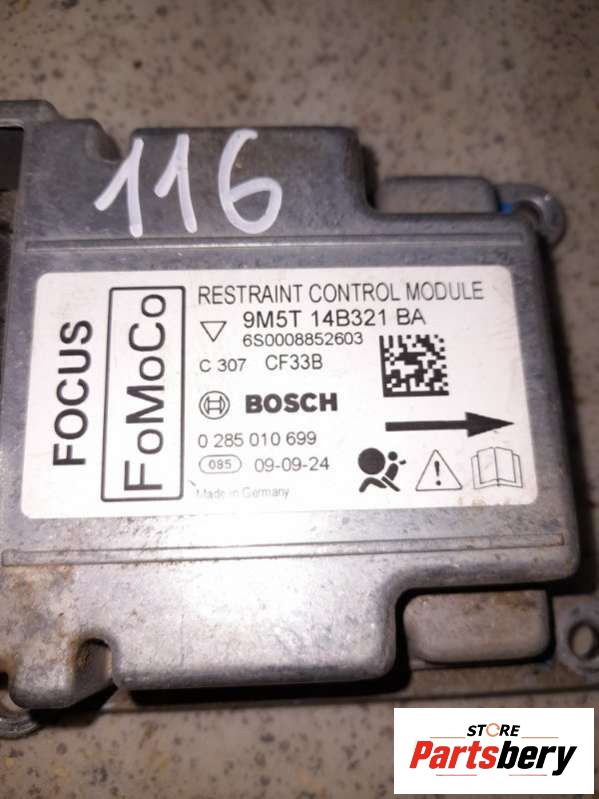 116
FOCUS
FoMoCo
RESTRAINT CONTROL MODULE
9M5T 14B321 BA
6S0008852603
C 307 CF33B
BOSCH
0 285 010 699
085 09-09-24
Made in Germany
STORE
Partsbery